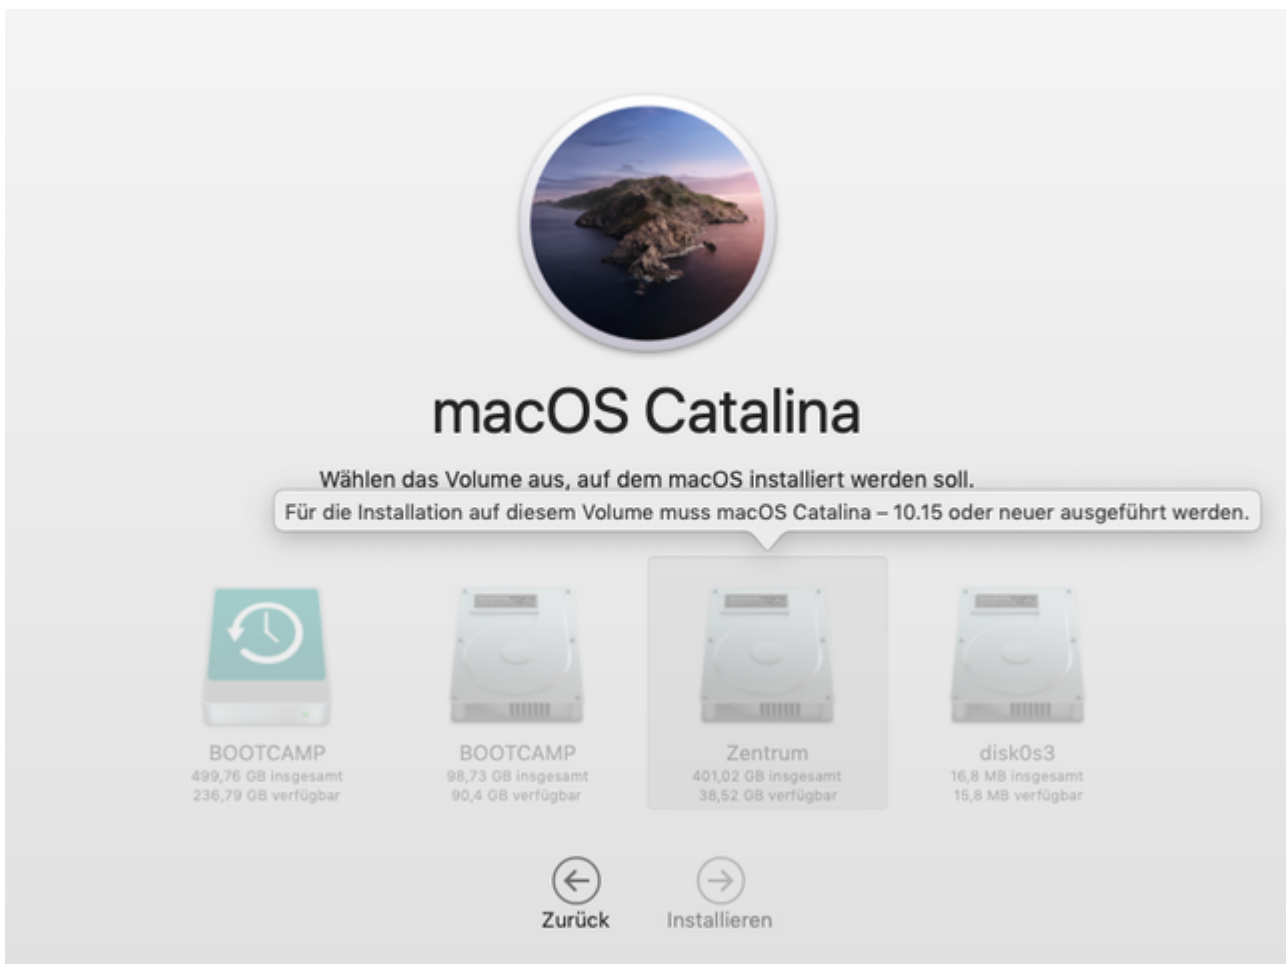 macOS Catalina
Wählen das Volume aus, auf dem macOS installiert werden soll.
Für die Installation auf diesem Volume muss macOS Catalina – 10.15 oder neuer ausgeführt werden.
BOOTCAMP
499,76 GB insgesamt
236,79 GB verfügbar
BOOTCAMP
98,73 GB insgesamt
90,4 GB verfügbar
Zentrum
401,02 GB insgesamt
38,52 GB verfügbar
disk0s3
16,8 MB insgesamt
15,8 MB verfügbar
Zurück
Installieren